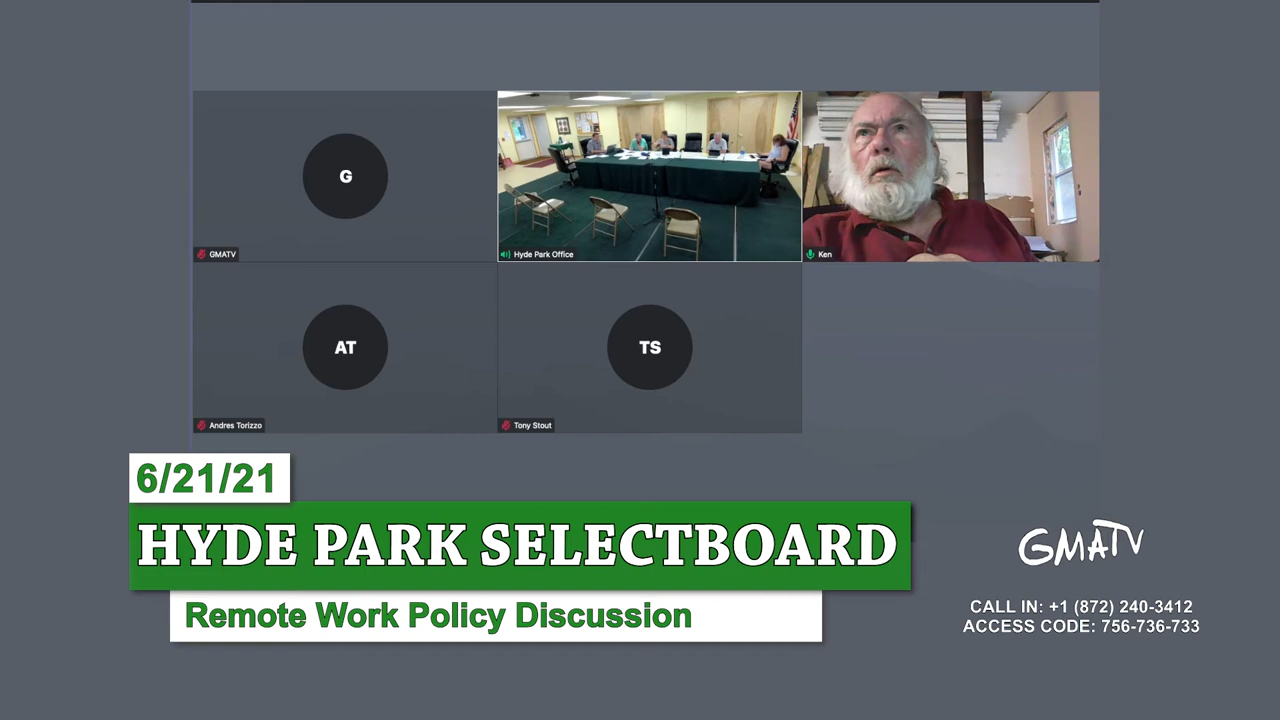 G
GMATV
Hyde Park Office
Ken
AT
TS
Andres Torizzo
Tony Stout
6/21/21
HYDE PARK SELECTBOARD
Remote Work Policy Discussion
GMATV
CALL IN: +1 (872) 240-3412
ACCESS CODE: 756-736-733